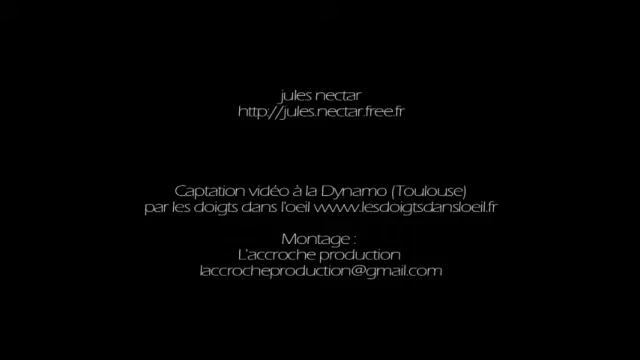 jules nectar
http://jules.nectar.free.fr
Captation vidéo à la Dynamo (Toulouse)
par les doigts dans l'oeil www.lesdoigtsdansloeil.fr
Montage :
L'accroche production
laccrocheproduction@gmail.com